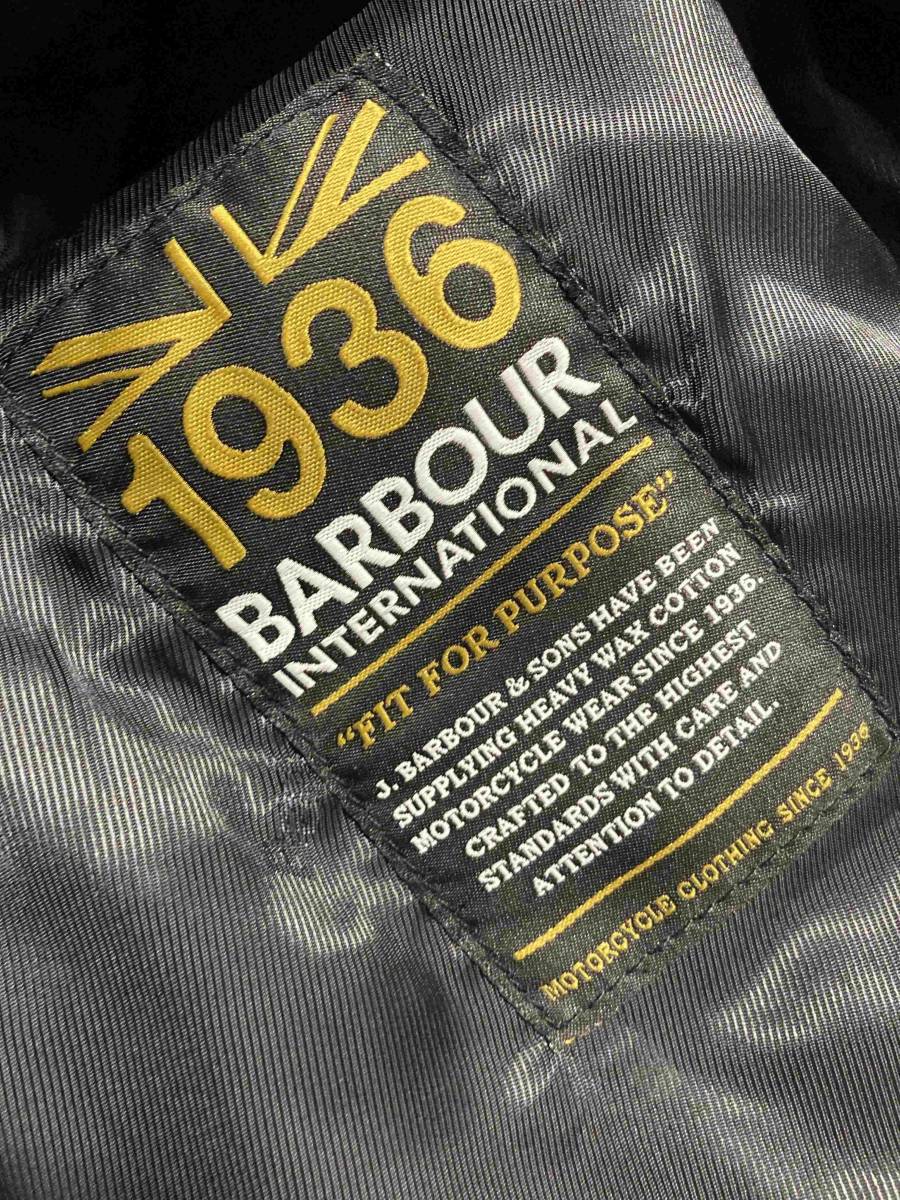 1936
BARBOUR
INTERNATIONAL
“FIT FOR PURPOSE”
J. BARBOUR & SONS HAVE BEEN
SUPPLYING HEAVY WAX COTTON
MOTORCYCLE WEAR SINCE 1936.
CRAFTED TO THE HIGHEST
STANDARDS WITH CARE AND
ATTENTION TO DETAIL.
MOTORCYCLE CLOTHING SINCE 1936